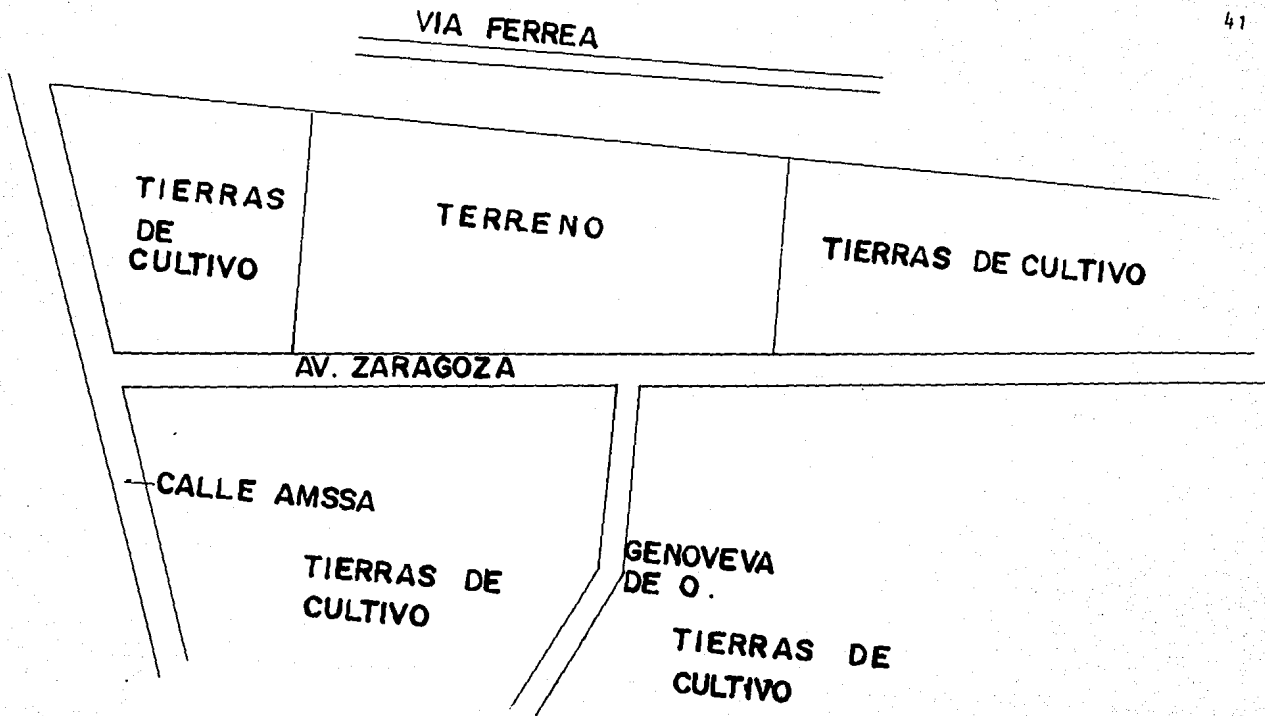 41
VIA FERREA
TIERRAS
DE
CULTIVO
TERRENO
TIERRAS DE CULTIVO
AV. ZARAGOZA
CALLE AMSSA
TIERRAS DE
CULTIVO
GENOVEVA
DE O.
TIERRAS DE
CULTIVO